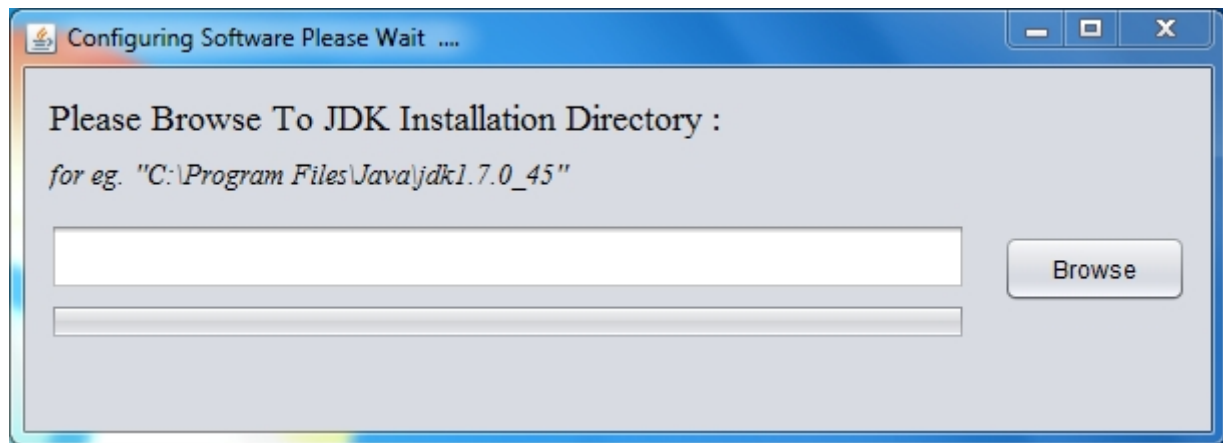 Configuring Software Please Wait ....
Please Browse To JDK Installation Directory :
for eg. "C:\Program Files\Java\jdk1.7.0_45"
Browse